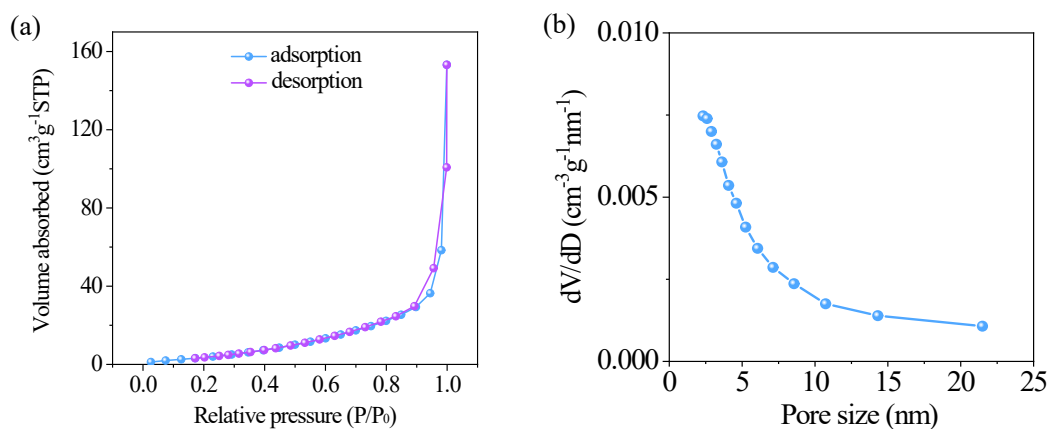 (a)
160
120
80
40
0
Volume absorbed (cm³g⁻¹STP)
adsorption
desorption
0.0 0.2 0.4 0.6 0.8 1.0
Relative pressure (P/P₀)
(b)
0.010
0.005
0.000
dV/dD (cm⁻³g⁻¹nm⁻¹)
0 5 10 15 20 25
Pore size (nm)